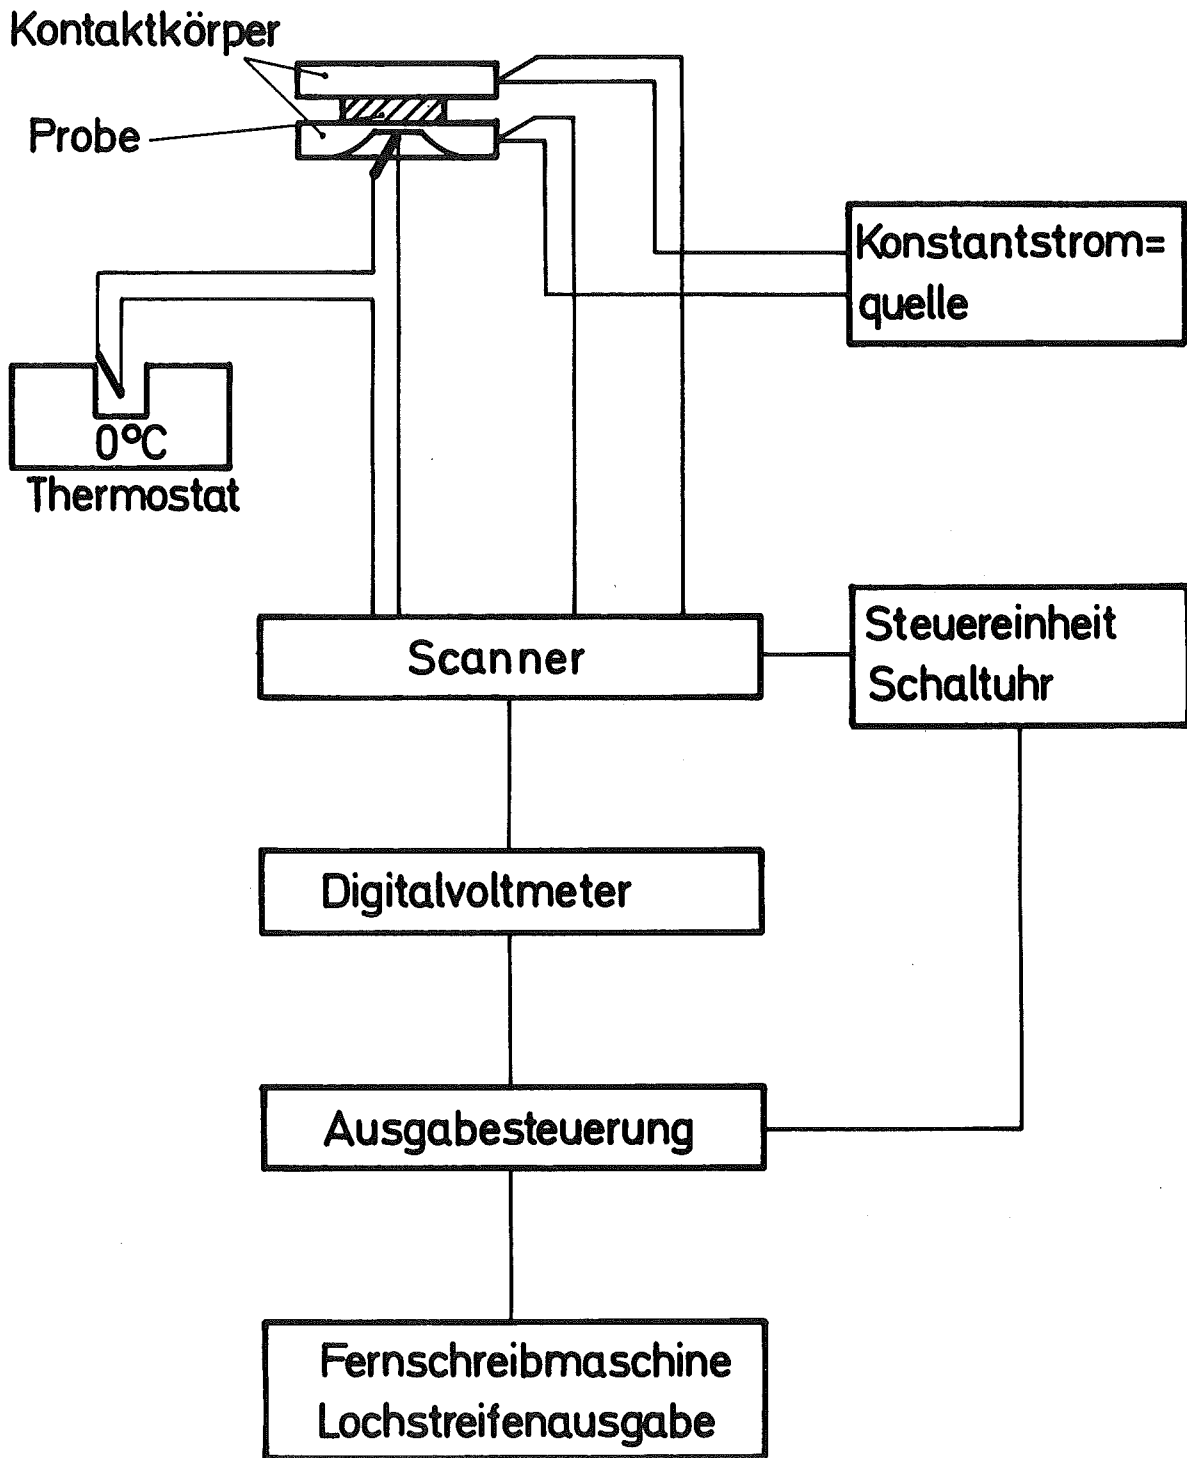 Kontaktkörper
Probe
Konstantstrom=
quelle
0°C
Thermostat
Scanner
Steuereinheit
Schaltuhr
Digitalvoltmeter
Ausgabesteuerung
Fernschreibmaschine
Lochstreifenausgabe